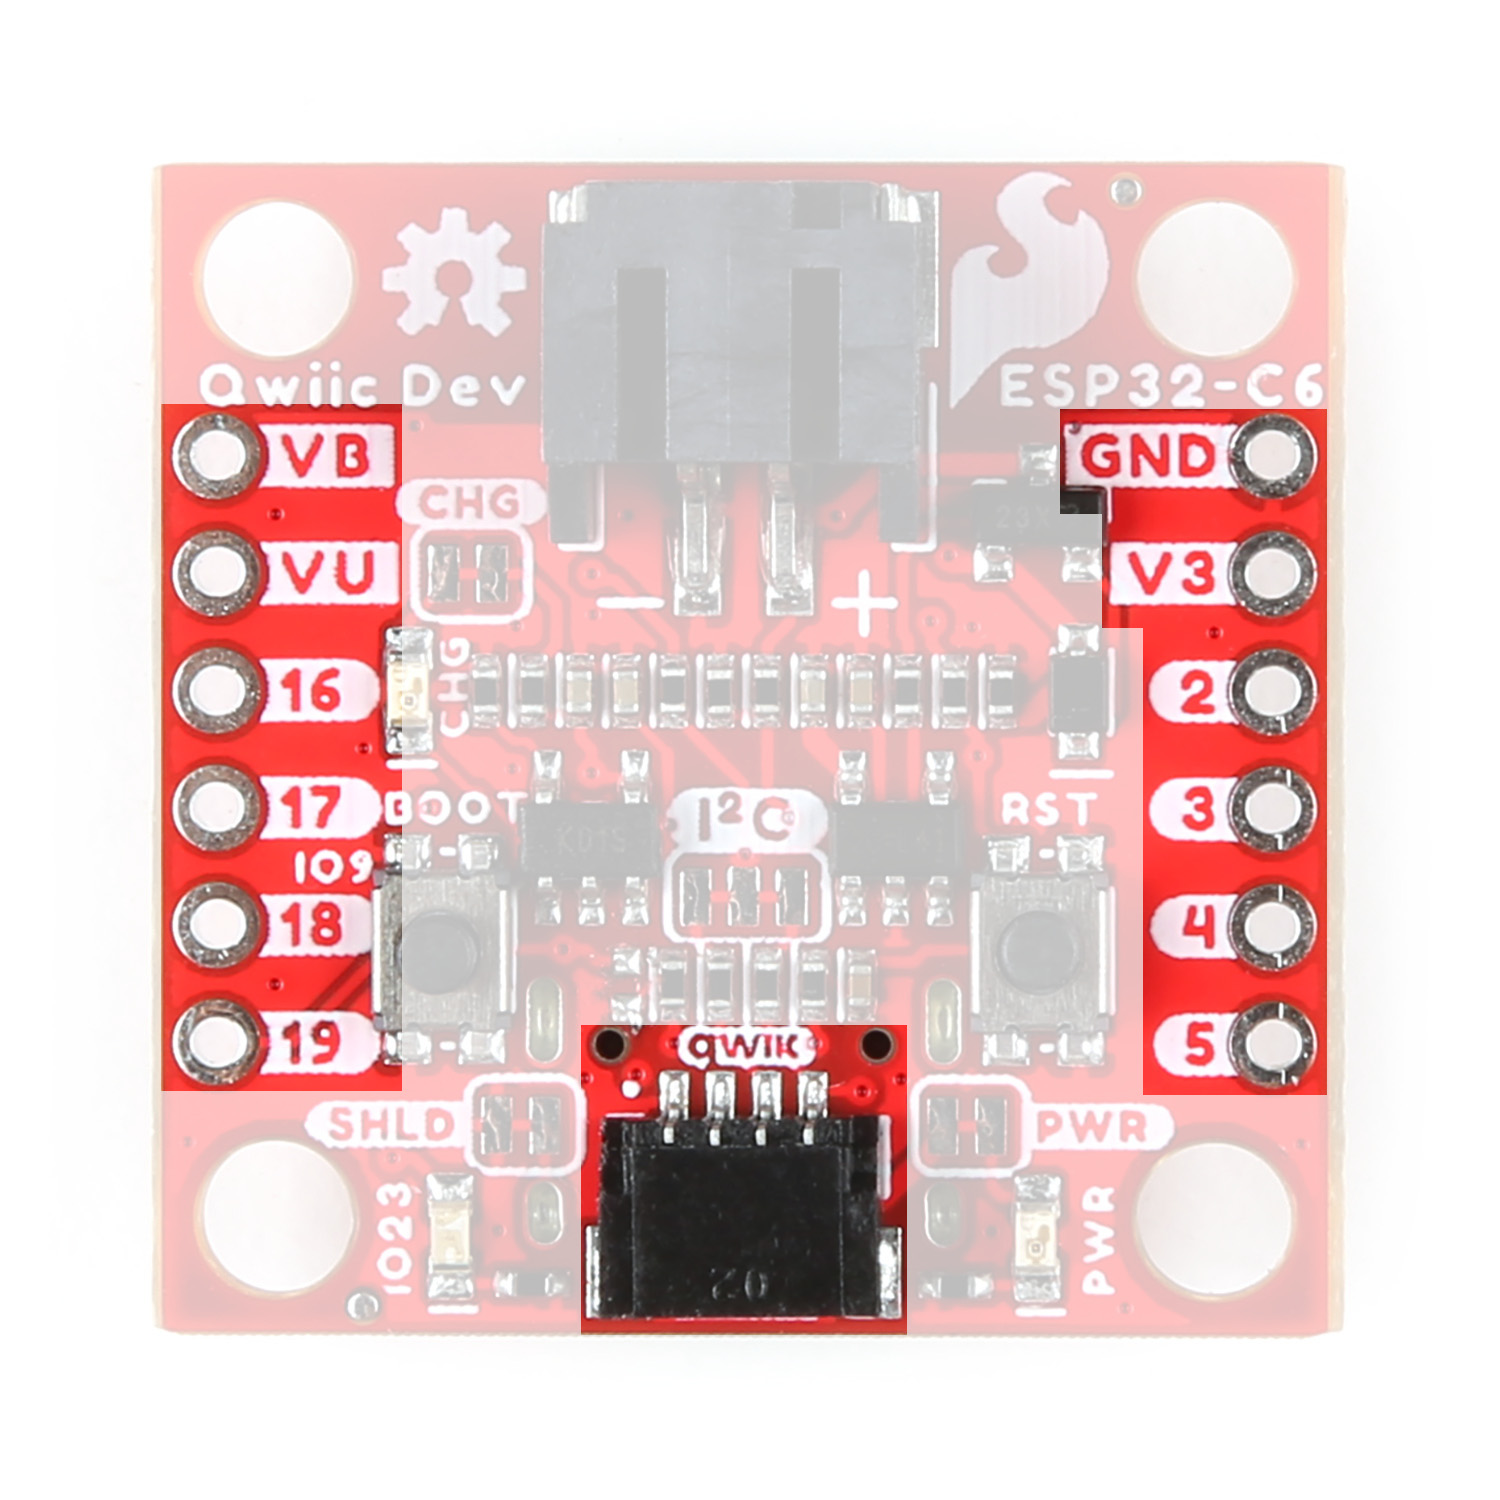 Qwiic Dev
ESP32-C6
VB
GND
CHG
VU
V3
16
CHG
2
17
BOOT
I²C
RST
3
IO9
18
4
19
qwiic
5
SHLD
PWR
IO23
PWR